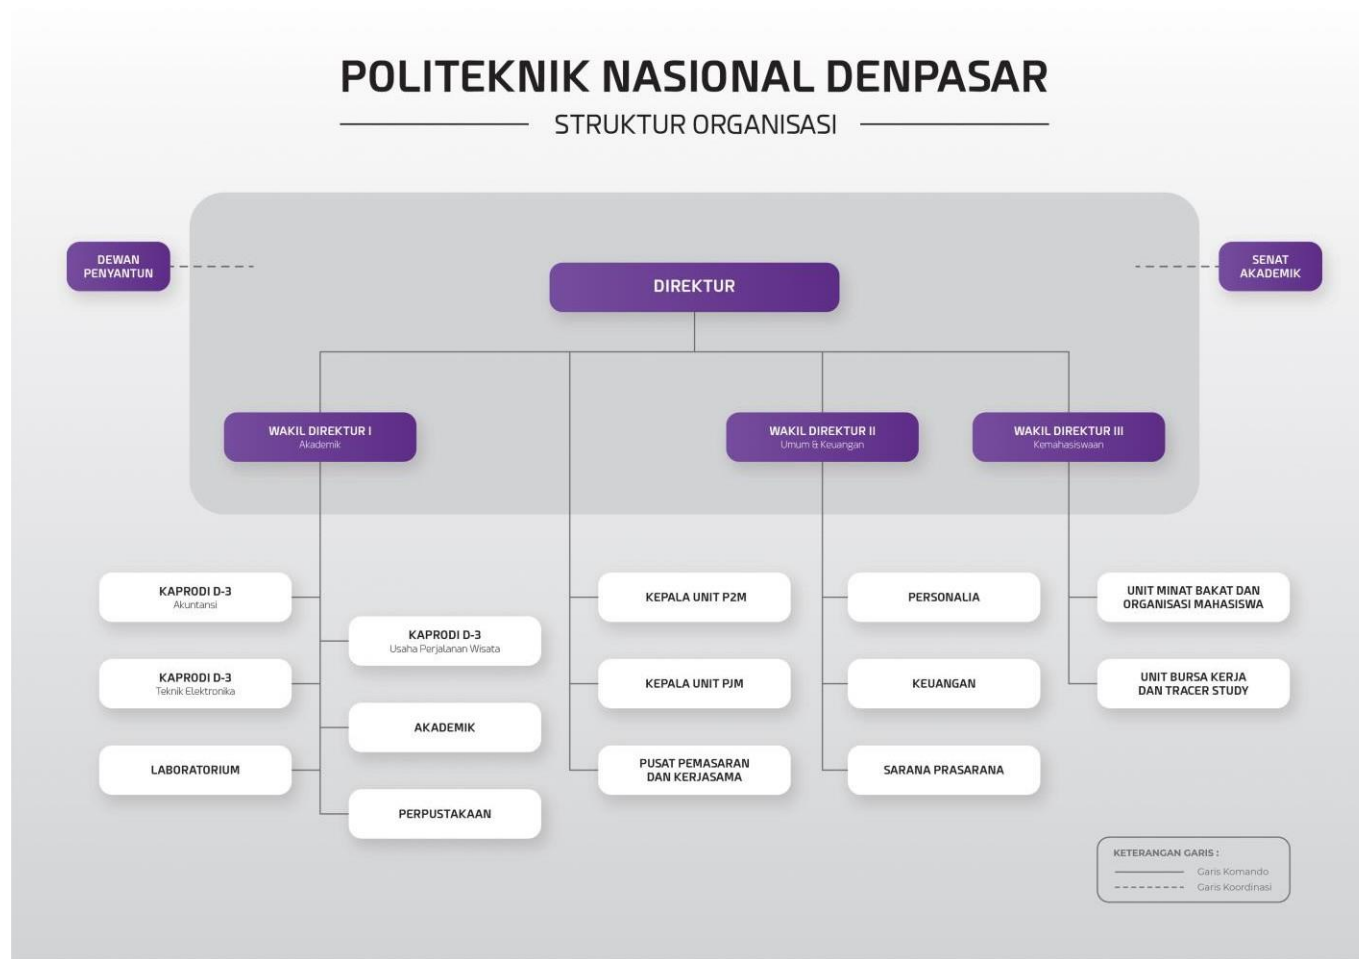 POLITEKNIK NASIONAL DENPASAR
STRUKTUR ORGANISASI
DEWAN
PENYANTUN
DIREKTUR
SENAT
AKADEMIK
WAKIL DIREKTUR I
Akademik
WAKIL DIREKTUR II
Umum & Keuangan
WAKIL DIREKTUR III
Kemahasiswaan
KAPRODI D-3
Akuntansi
KAPRODI D-3
Usaha Perjalanan Wisata
KAPRODI D-3
Teknik Elektronika
AKADEMIK
LABORATORIUM
PERPUSTAKAAN
KEPALA UNIT P2M
KEPALA UNIT PJM
PUSAT PEMASARAN
DAN KERJASAMA
PERSONALIA
KEUANGAN
SARANA PRASARANA
UNIT MINAT BAKAT DAN
ORGANISASI MAHASISWA
UNIT BURSA KERJA
DAN TRACER STUDY
KETERANGAN GARIS :
Garis Komando
Garis Koordinasi